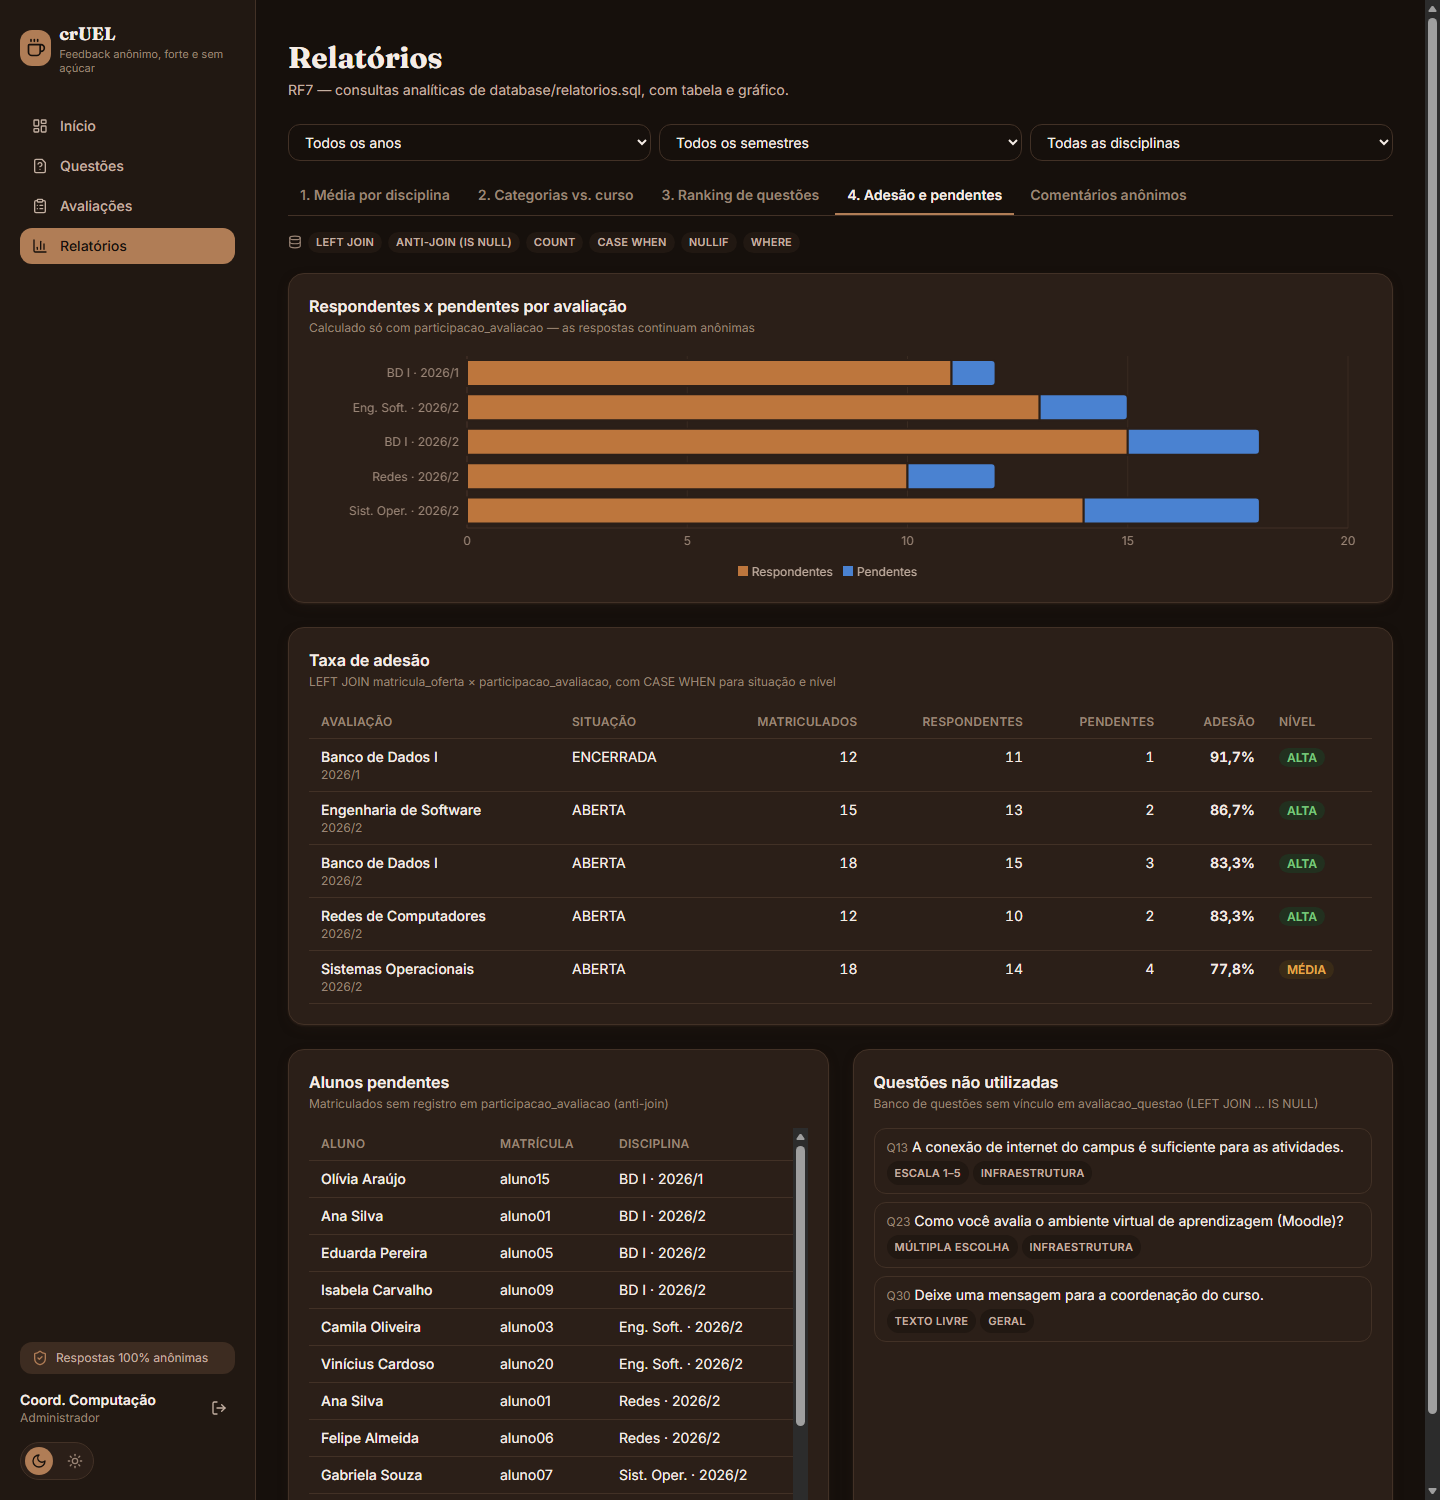 crUEL
Feedback anônimo, forte e sem
açúcar
Início
Questões
Avaliações
Relatórios
Respostas 100% anônimas
Coord. Computação
Administrador
Relatórios
RF7 — consultas analíticas de database/relatorios.sql, com tabela e gráfico.
Todos os anos
Todos os semestres
Todas as disciplinas
1. Média por disciplina
2. Categorias vs. curso
3. Ranking de questões
4. Adesão e pendentes
Comentários anônimos
LEFT JOIN
ANTI-JOIN (IS NULL)
COUNT
CASE WHEN
NULLIF
WHERE
Respondentes x pendentes por avaliação
Calculado só com participacao_avaliacao — as respostas continuam anônimas
BD I · 2026/1
Eng. Soft. · 2026/2
BD I · 2026/2
Redes · 2026/2
Sist. Oper. · 2026/2
0 5 10 15 20
Respondentes Pendentes
Taxa de adesão
LEFT JOIN matricula_oferta × participacao_avaliacao, com CASE WHEN para situação e nível
AVALIAÇÃO SITUAÇÃO MATRICULADOS RESPONDENTES PENDENTES ADESÃO NÍVEL
Banco de Dados I ENCERRADA 12 11 1 91,7% ALTA
2026/1
Engenharia de Software ABERTA 15 13 2 86,7% ALTA
2026/2
Banco de Dados I ABERTA 18 15 3 83,3% ALTA
2026/2
Redes de Computadores ABERTA 12 10 2 83,3% ALTA
2026/2
Sistemas Operacionais ABERTA 18 14 4 77,8% MÉDIA
2026/2
Alunos pendentes
Matriculados sem registro em participacao_avaliacao (anti-join)
ALUNO MATRÍCULA DISCIPLINA
Olívia Araújo aluno15 BD I · 2026/1
Ana Silva aluno01 BD I · 2026/2
Eduarda Pereira aluno05 BD I · 2026/2
Isabela Carvalho aluno09 BD I · 2026/2
Camila Oliveira aluno03 Eng. Soft. · 2026/2
Vinícius Cardoso aluno20 Eng. Soft. · 2026/2
Ana Silva aluno01 Redes · 2026/2
Felipe Almeida aluno06 Redes · 2026/2
Gabriela Souza aluno07 Sist. Oper. · 2026/2
Questões não utilizadas
Banco de questões sem vínculo em avaliacao_questao (LEFT JOIN ... IS NULL)
Q13 A conexão de internet do campus é suficiente para as atividades.
ESCALA 1–5 INFRAESTRUTURA
Q23 Como você avalia o ambiente virtual de aprendizagem (Moodle)?
MÚLTIPLA ESCOLHA INFRAESTRUTURA
Q30 Deixe uma mensagem para a coordenação do curso.
TEXTO LIVRE GERAL